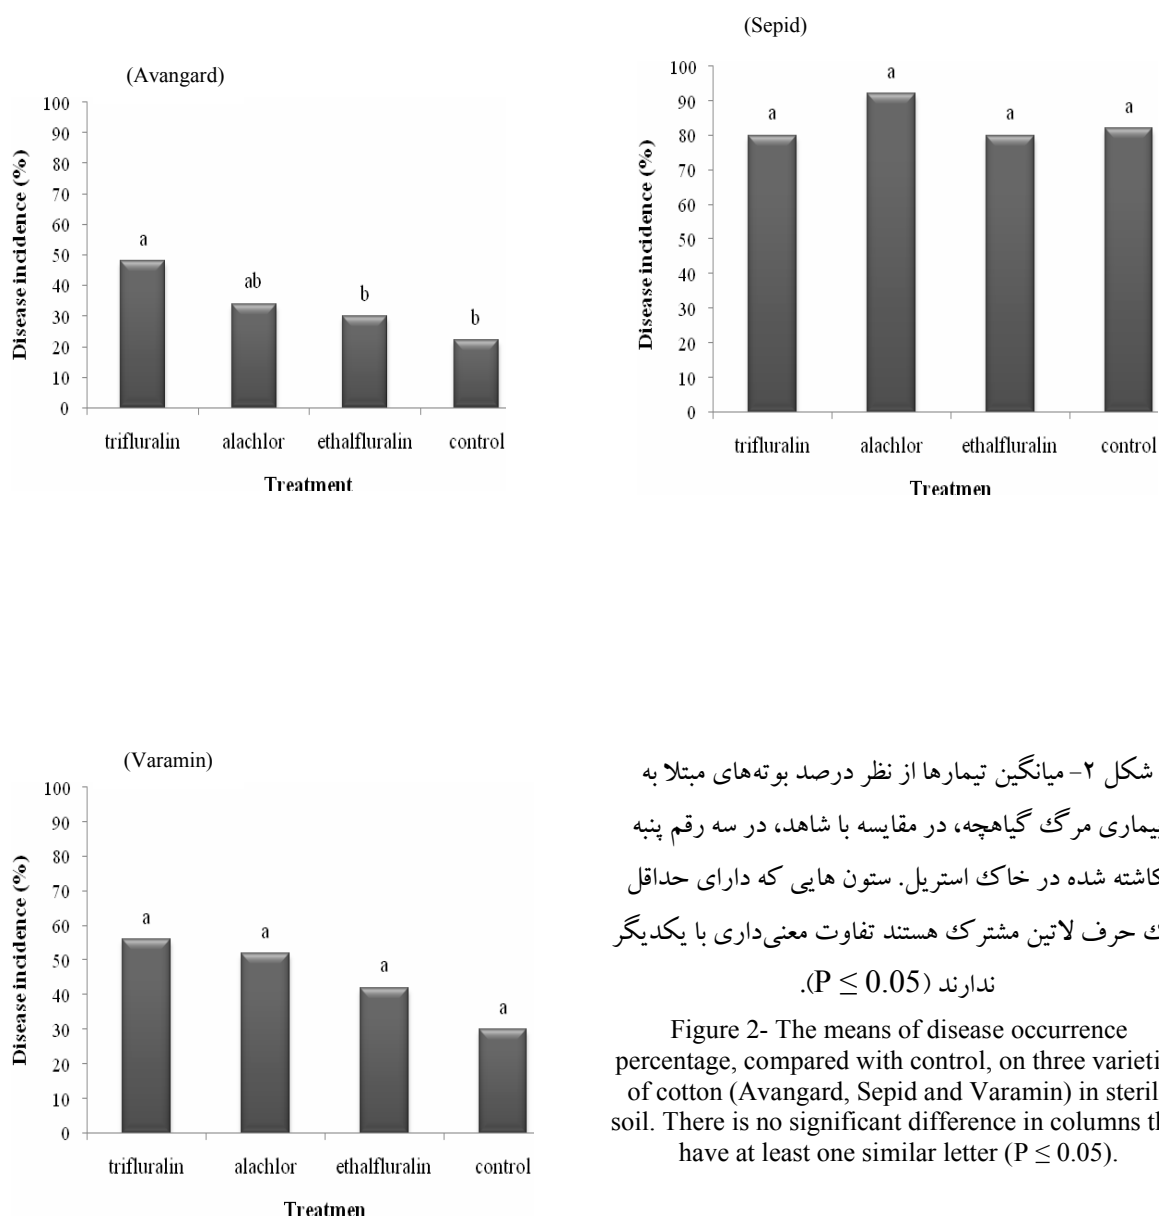 (Avangard)
100
90
80
70
60
50
40
30
20
10
0
Disease incidence (%)
a
ab
b
b
trifluralin alachlor ethalfluralin control
Treatment
(Sepid)
100
90
80
70
60
50
40
30
20
10
0
Disease incidence (%)
a
a
a
a
trifluralin alachlor ethalfluralin control
Treatmen
(Varamin)
100
90
80
70
60
50
40
30
20
10
0
Disease incidence (%)
a
a
a
a
trifluralin alachlor ethalfluralin control
Treatmen
شکل ۲- میانگین تیمارها از نظر درصد بوته‌های مبتلا به
بیماری مرگ گیاهچه، در مقایسه با شاهد، در سه رقم پنبه
کاشته شده در خاک استریل. ستون هایی که دارای حداقل
حرف لاتین مشترک هستند تفاوت معنی‌داری با یکدیگر
ندارند (P ≤ 0.05).
Figure 2- The means of disease occurrence
percentage, compared with control, on three varieti
of cotton (Avangard, Sepid and Varamin) in steril
soil. There is no significant difference in columns th
have at least one similar letter (P ≤ 0.05).